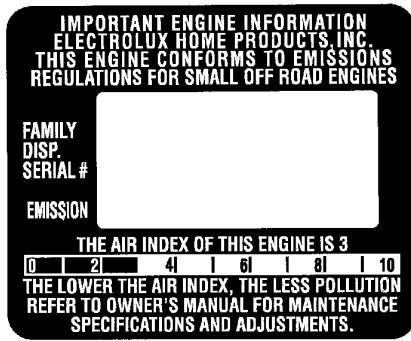 IMPORTANT ENGINE INFORMATION
ELECTROLUX HOME PRODUCTS, INC.
THIS ENGINE CONFORMS TO EMISSIONS
REGULATIONS FOR SMALL OFF ROAD ENGINES
FAMILY
DISP.
SERIAL #
EMISSION
THE AIR INDEX OF THIS ENGINE IS 3
0 2 4 6 8 10
THE LOWER THE AIR INDEX, THE LESS POLLUTION
REFER TO OWNER'S MANUAL FOR MAINTENANCE
SPECIFICATIONS AND ADJUSTMENTS.